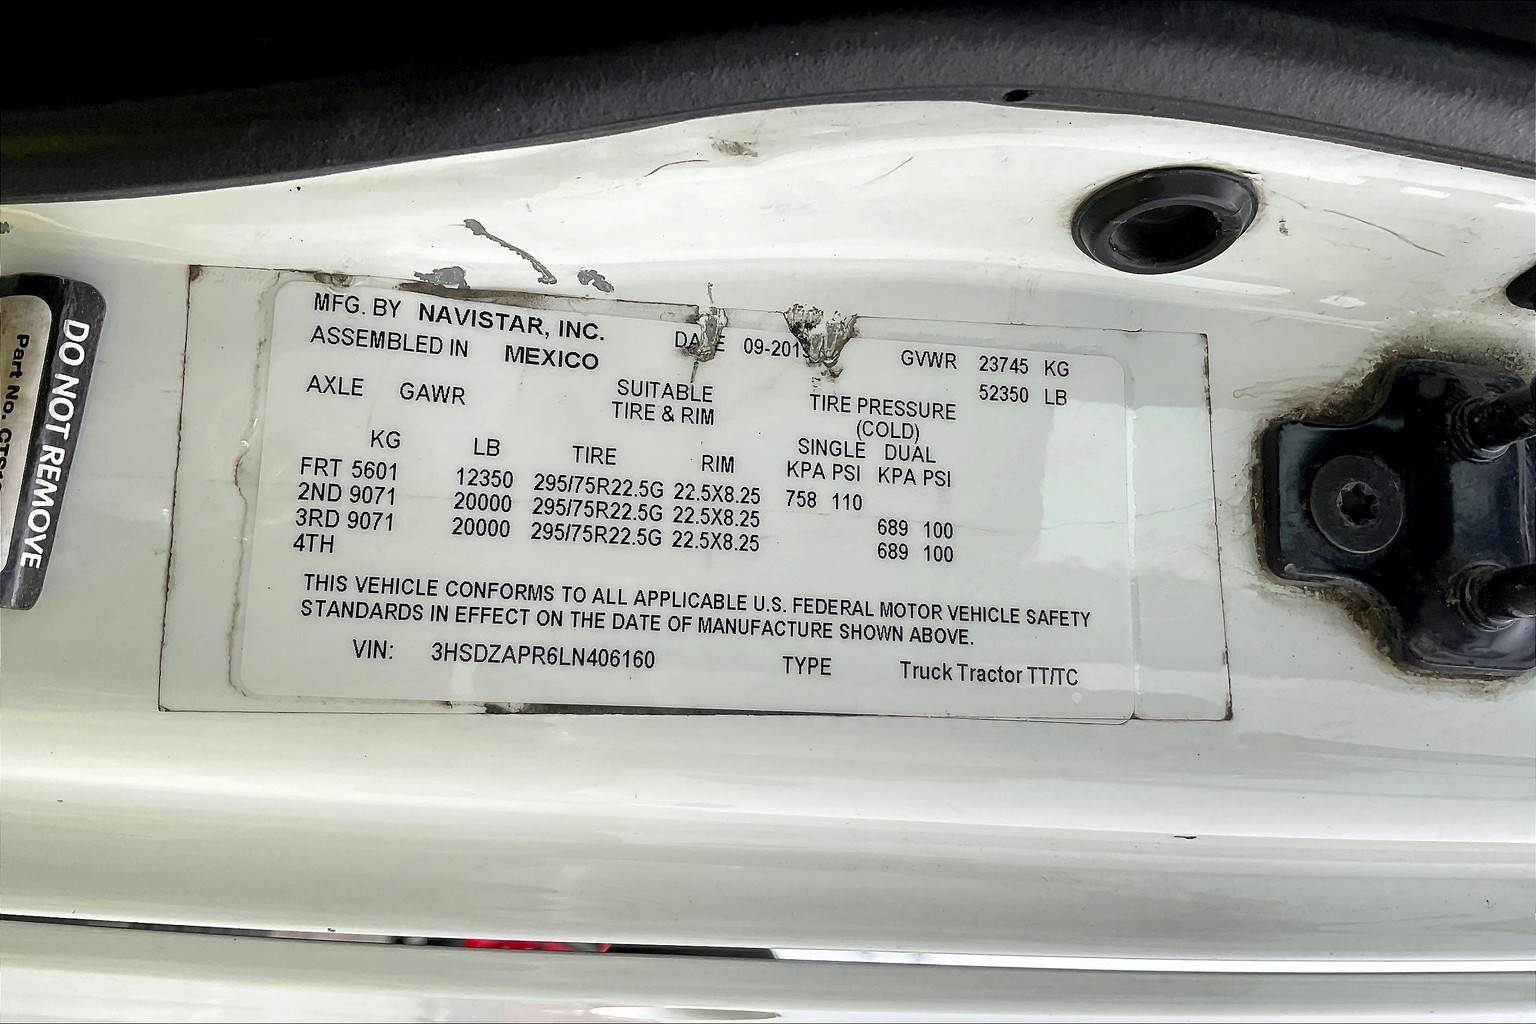 MFG. BY NAVISTAR, INC.
ASSEMBLED IN MEXICO
DATE 09-201
GVWR 23745 KG
52350 LB
AXLE GAWR
SUITABLE
TIRE & RIM
TIRE PRESSURE
(COLD)
SINGLE DUAL
KG LB TIRE RIM KPA PSI KPA PSI
FRT 5601 12350 295/75R22.5G 22.5X8.25 758 110
2ND 9071 20000 295/75R22.5G 22.5X8.25 689 100
3RD 9071 20000 295/75R22.5G 22.5X8.25 689 100
4TH
THIS VEHICLE CONFORMS TO ALL APPLICABLE U.S. FEDERAL MOTOR VEHICLE SAFETY
STANDARDS IN EFFECT ON THE DATE OF MANUFACTURE SHOWN ABOVE.
VIN: 3HSDZAPR6LN406160 TYPE Truck Tractor TT/TC
DO NOT REMOVE
Part No.